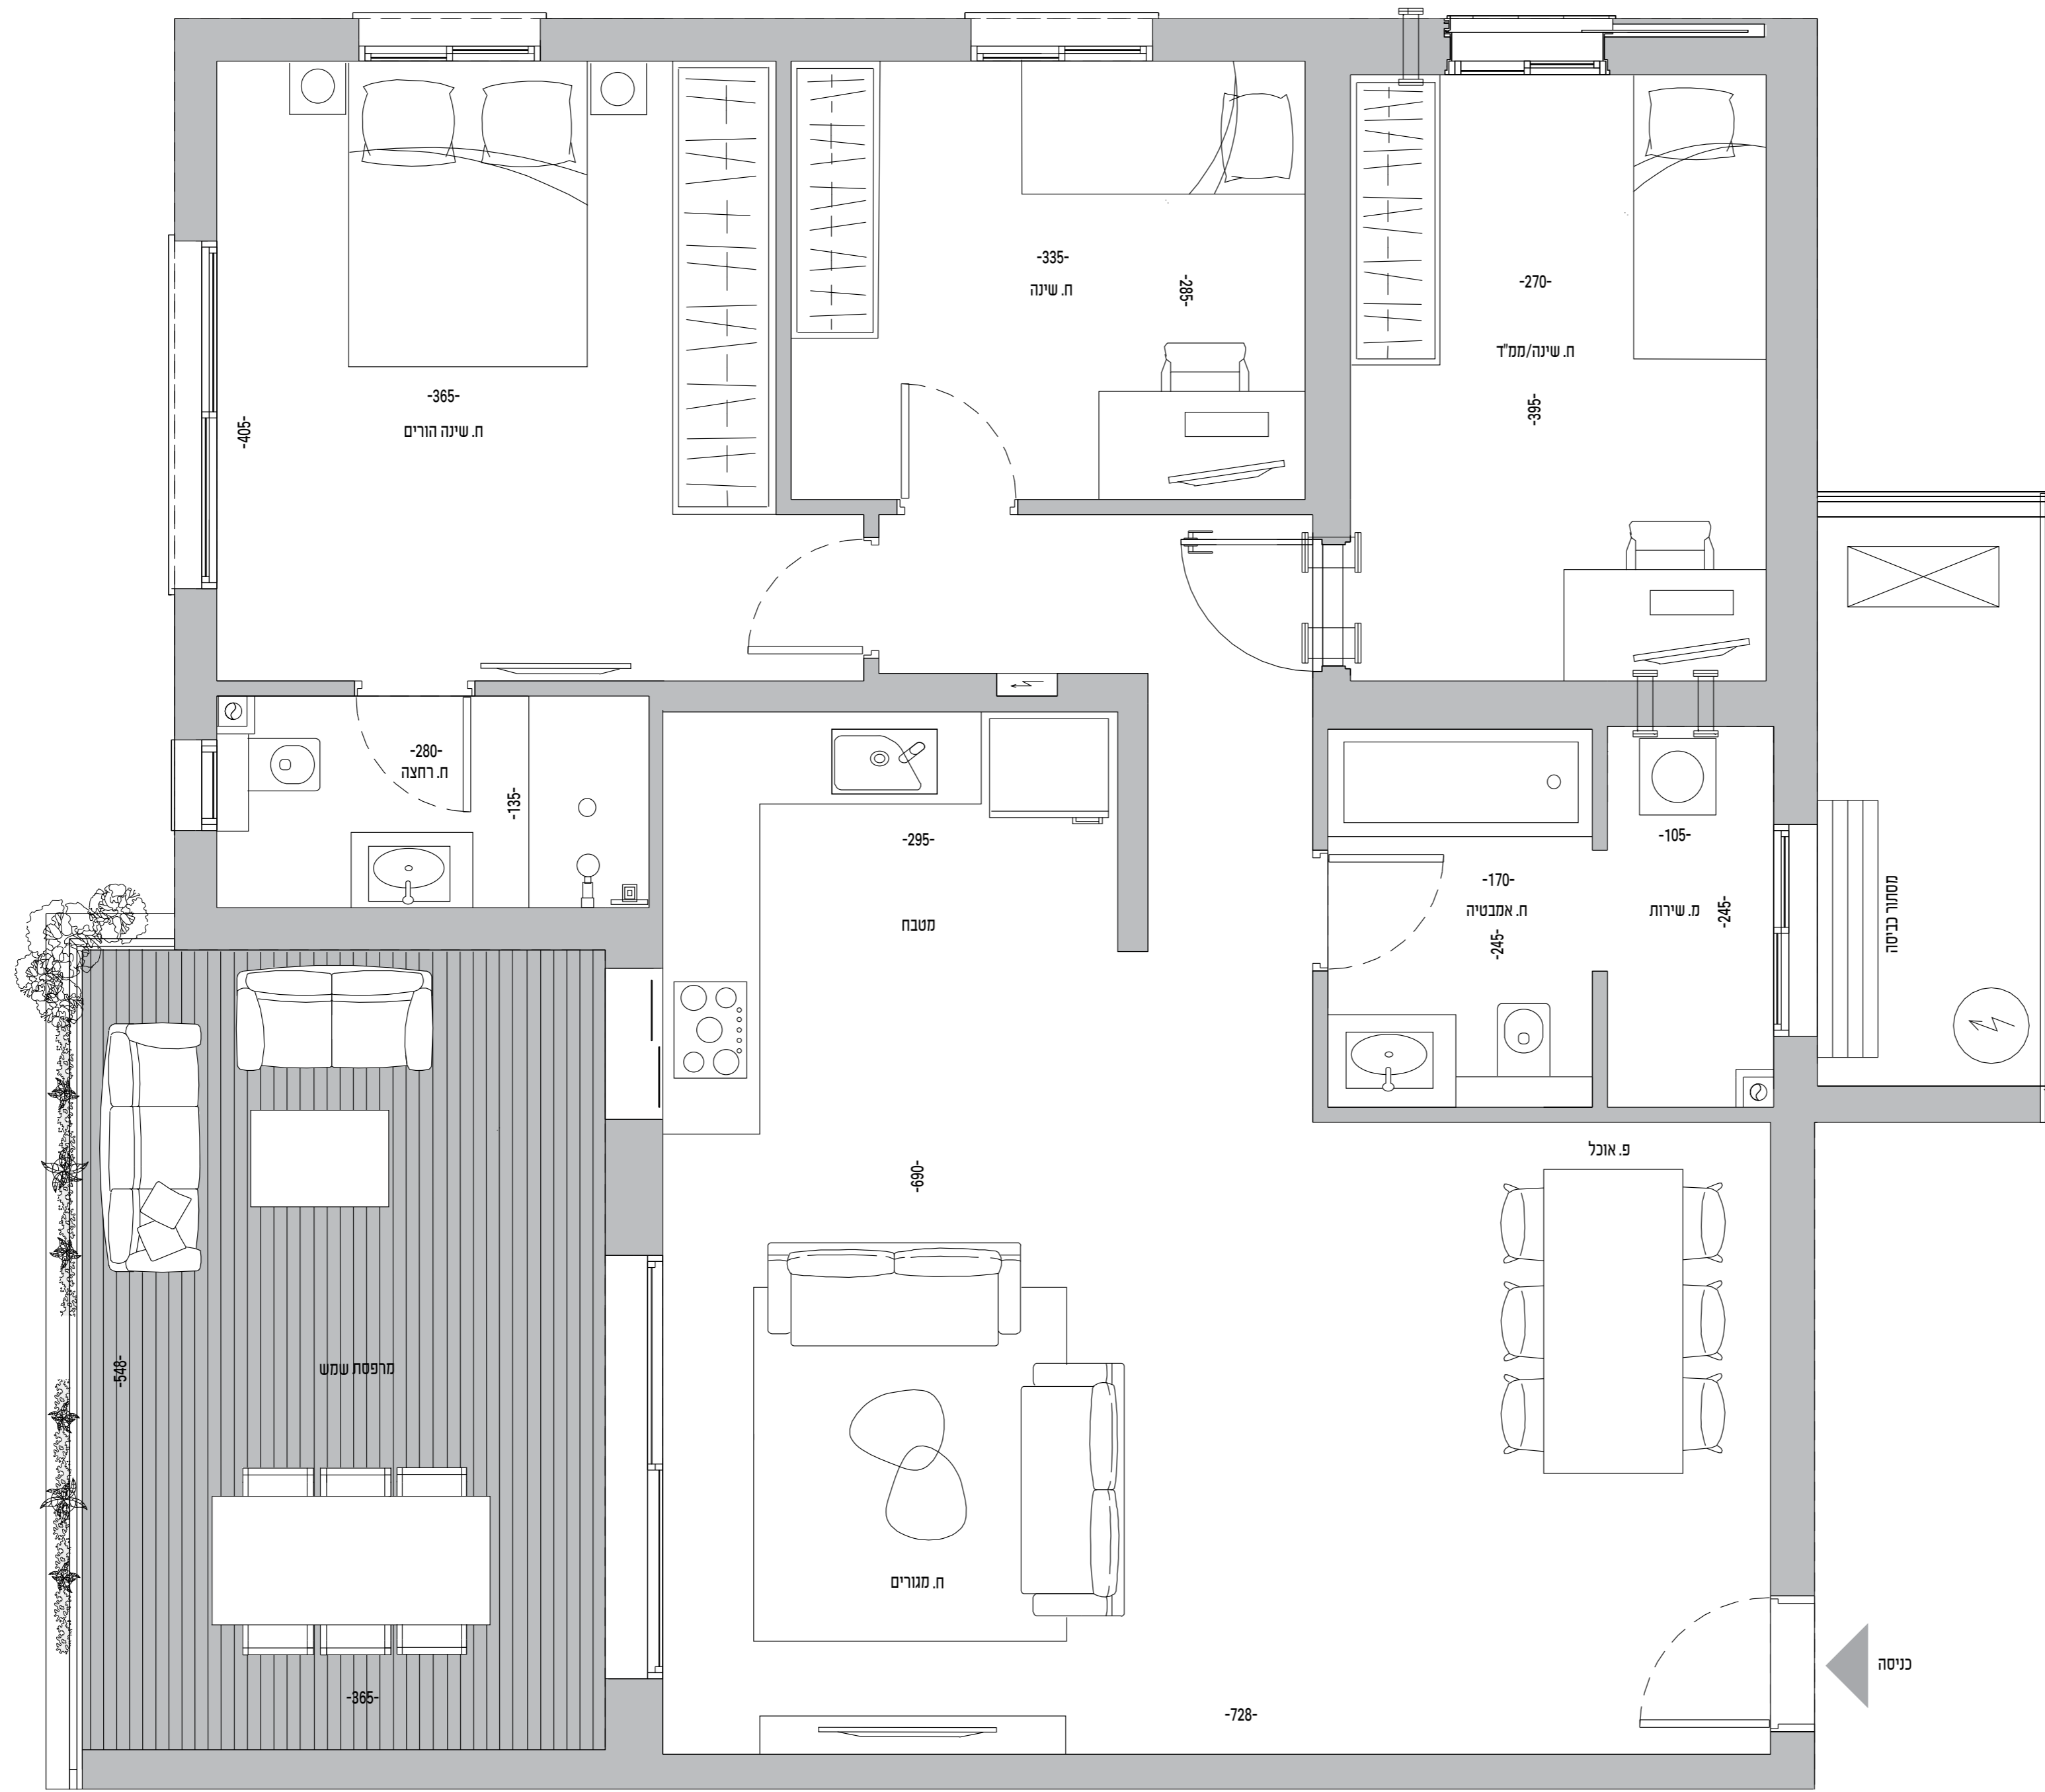 -335-
ח. שינה
-285-
-270-
ח. שינה/ממ"ד
-395-
-365-
ח. שינה הורים
-405-
-280-
ח. רחצה
-135-
-295-
מטבח
-105-
מ. שירות
-245-
-170-
ח. אמבטיה
-245-
מסתור כביסה
פ. אוכל
-690-
מרפסת שמש
-548-
-365-
ח. מגורים
-728-
כניסה